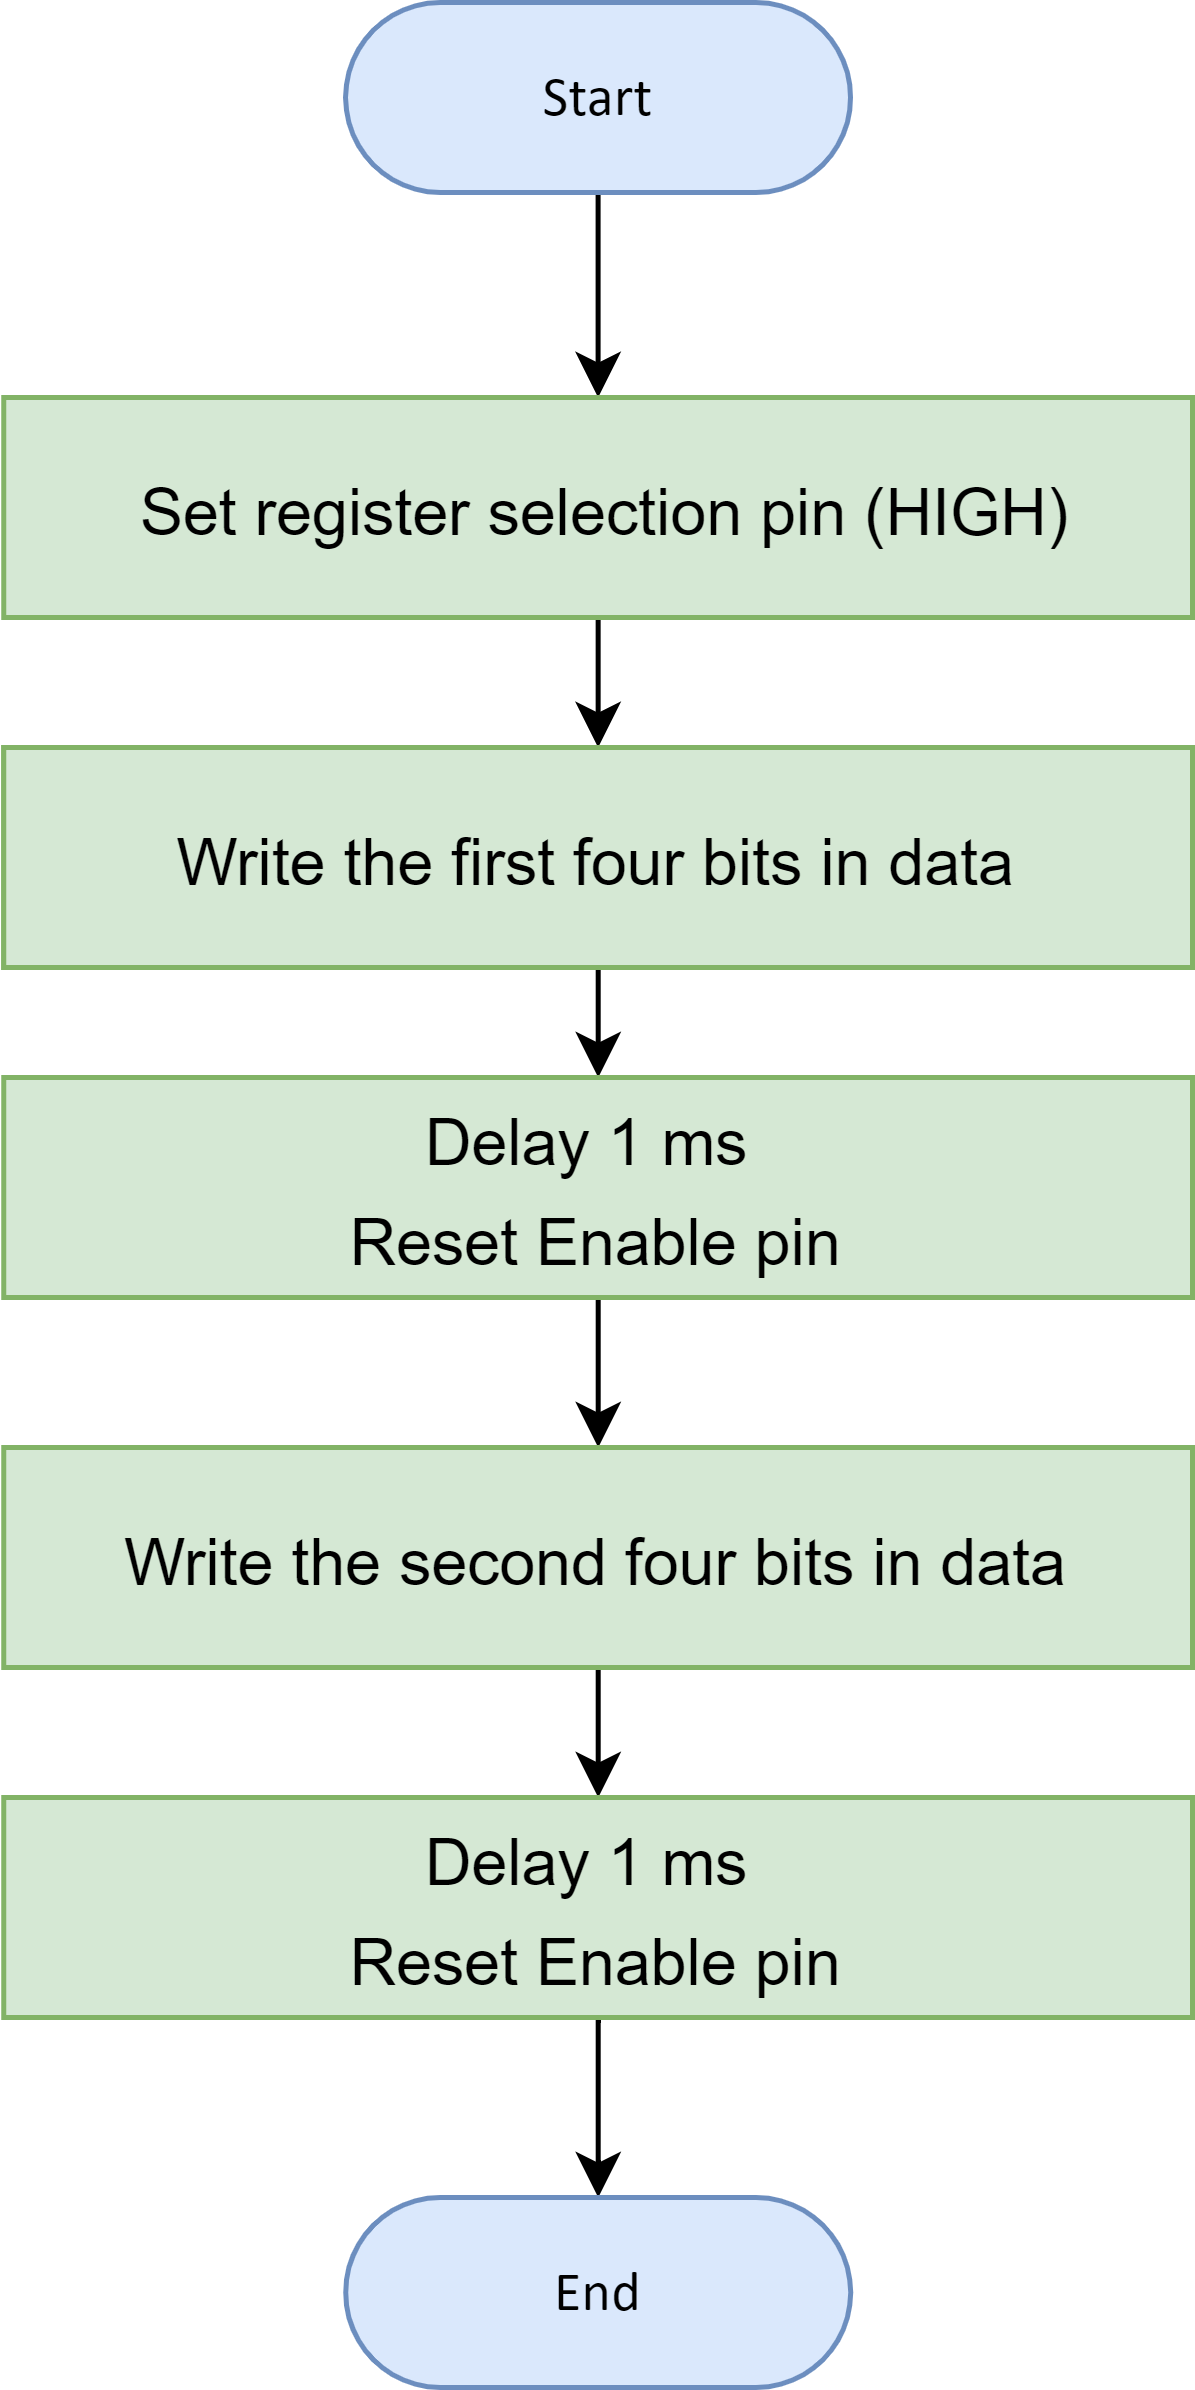 Start
Set register selection pin (HIGH)
Write the first four bits in data
Delay 1 ms
Reset Enable pin
Write the second four bits in data
Delay 1 ms
Reset Enable pin
End